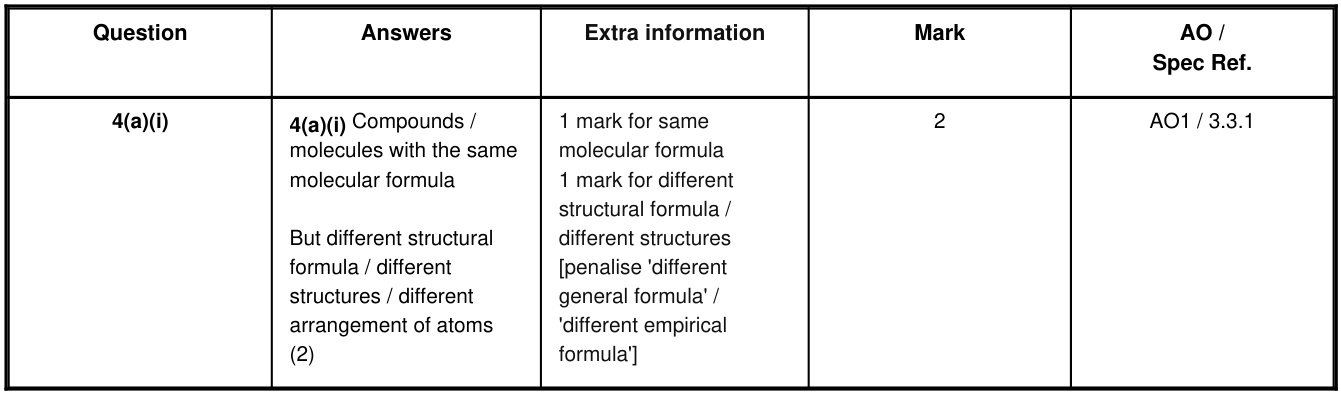 Question
Answers
Extra information
Mark
AO /
Spec Ref.
4(a)(i)
4(a)(i) Compounds /
molecules with the same
molecular formula
But different structural
formula / different
structures / different
arrangement of atoms
(2)
1 mark for same
molecular formula
1 mark for different
structural formula /
different structures
[penalise 'different
general formula' /
'different empirical
formula']
2
AO1 / 3.3.1